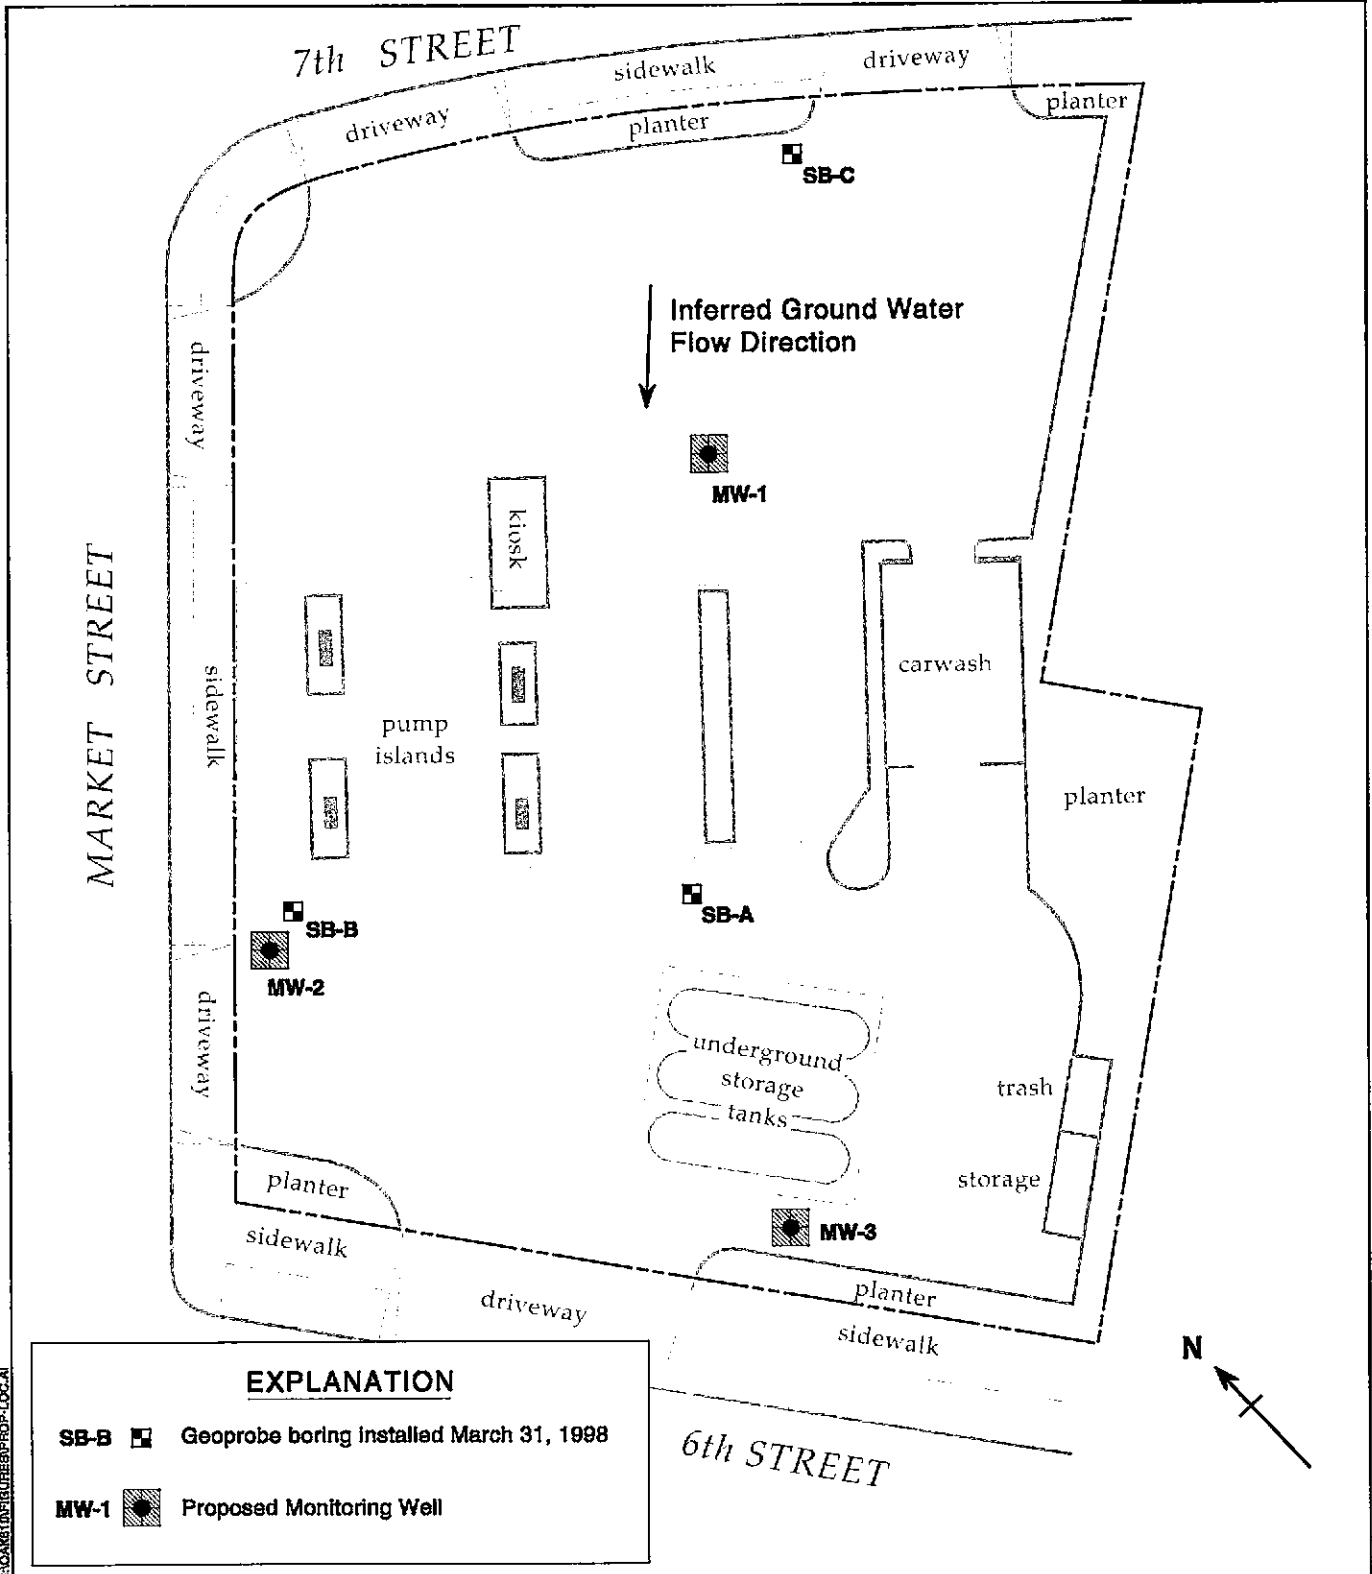 7th STREET
sidewalk
driveway
driveway
planter
planter
SB-C
Inferred Ground Water
Flow Direction
driveway
MW-1
kiosk
MARKET STREET
sidewalk
carwash
pump
islands
planter
SB-A
SB-B
MW-2
driveway
underground
storage
tanks
trash
storage
planter
MW-3
sidewalk
planter
driveway
sidewalk
N
EXPLANATION
SB-B Geoprobe boring installed March 31, 1998
MW-1 Proposed Monitoring Well
6th STREET